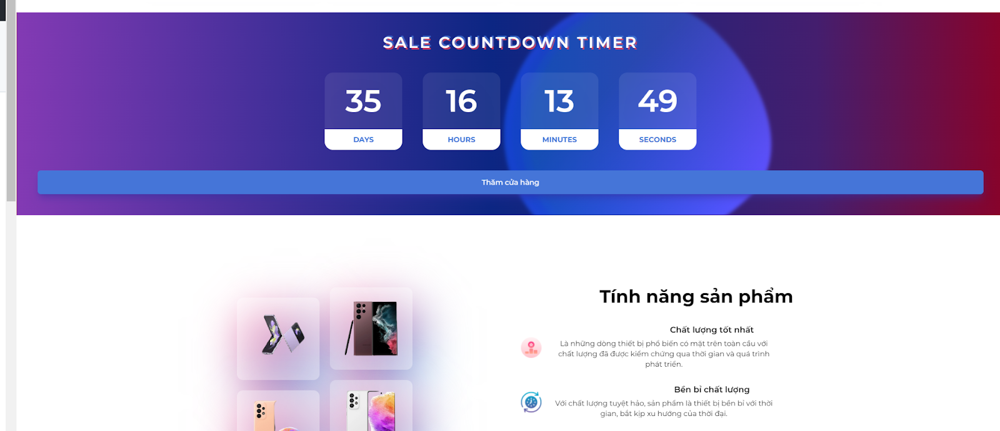 SALE COUNTDOWN TIMER
35 16 13 49
DAYS HOURS MINUTES SECONDS
Thăm cửa hàng
Tính năng sản phẩm
Chất lượng tốt nhất
Là những dòng thiết bị phổ biến có mặt trên toàn cầu với
chất lượng đã được kiểm chứng qua thời gian và quá trình
phát triển.
Bền bỉ chất lượng
Với chất lượng tuyệt hảo, sản phẩm là thiết bị bền bỉ với thời
gian, bắt kịp xu hướng của thời đại.